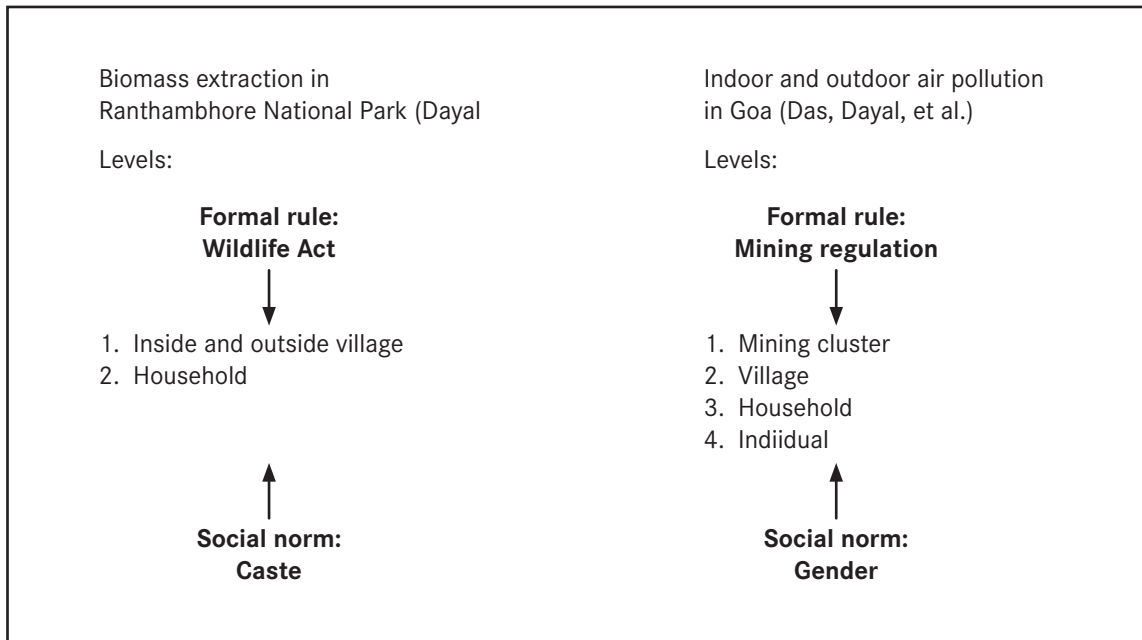 Biomass extraction in
Ranthambhore National Park (Dayal
Levels:
Formal rule:
Wildlife Act
1. Inside and outside village
2. Household
Social norm:
Caste
Indoor and outdoor air pollution
in Goa (Das, Dayal, et al.)
Levels:
Formal rule:
Mining regulation
1. Mining cluster
2. Village
3. Household
4. Indiidual
Social norm:
Gender